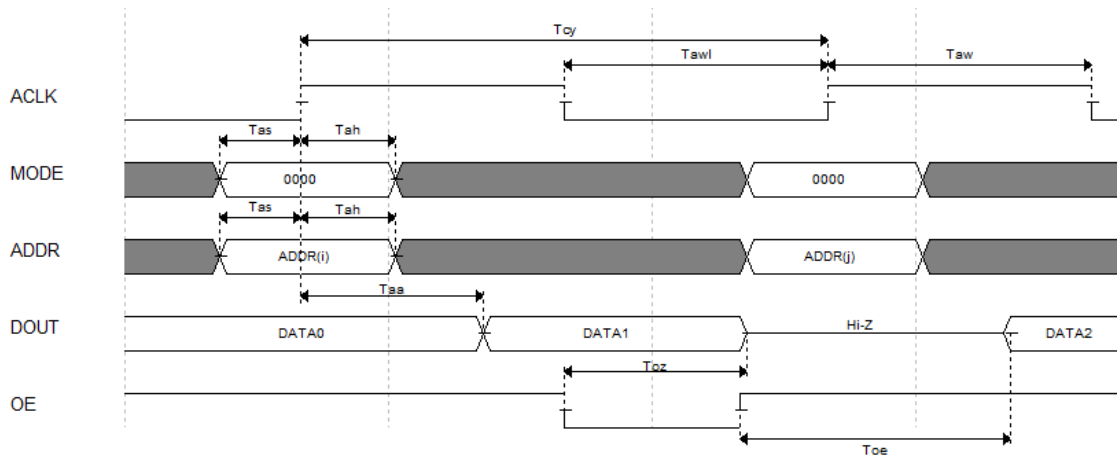 Tcy
Tawl Taw
ACLK
Tas Tah
MODE 0000 0000
Tas Tah
ADDR ADDR(i) ADDR(j)
Taa
DOUT DATA0 DATA1 Hi-Z DATA2
Toz
OE
Toe